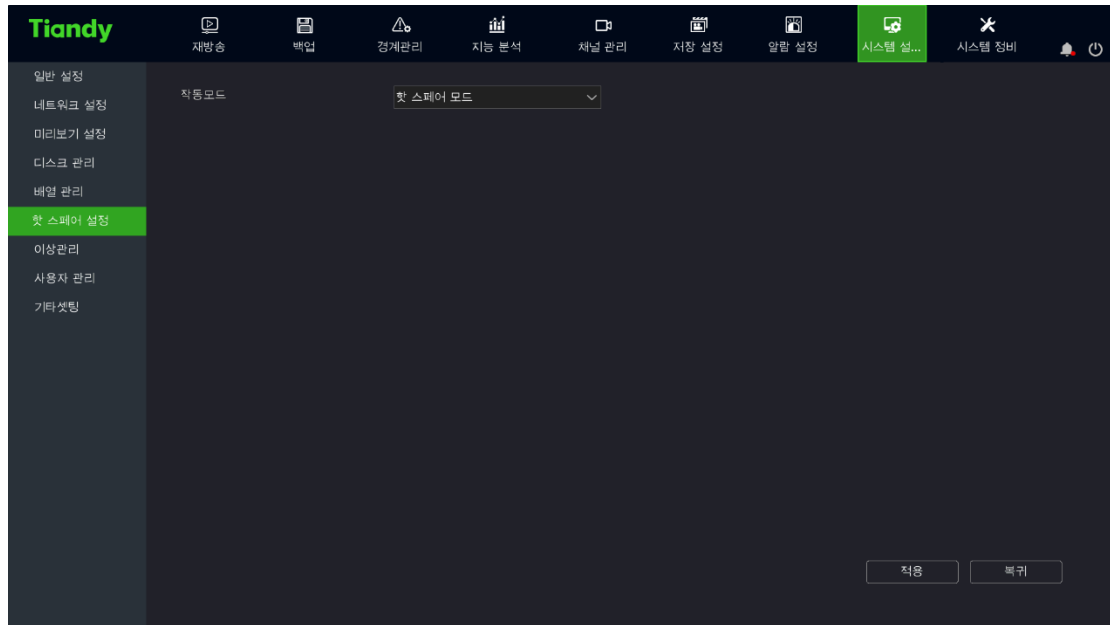 Tiandy
재방송
백업
경계관리
지능 분석
채널 관리
저장 설정
알람 설정
시스템 설...
시스템 정비
일반 설정
네트워크 설정
미리보기 설정
디스크 관리
배열 관리
핫 스페어 설정
이상관리
사용자 관리
기타셋팅
작동모드
핫 스페어 모드
적용
복귀